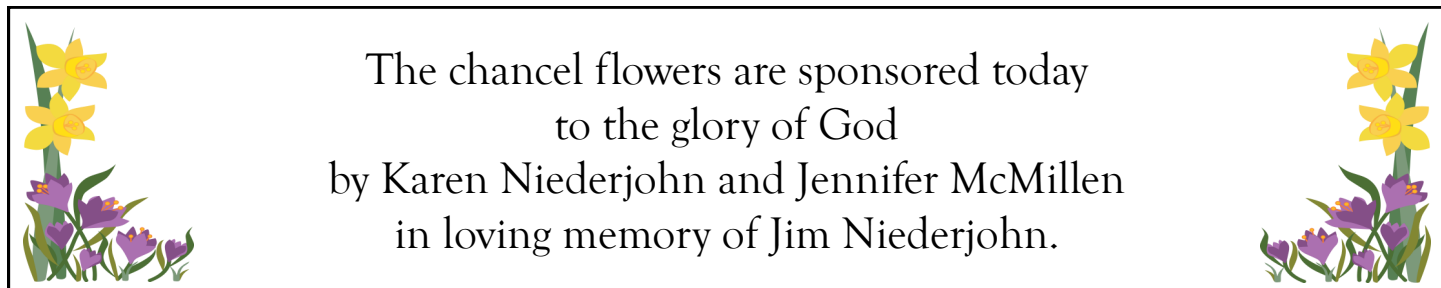 The chancel flowers are sponsored today
to the glory of God
by Karen Niederjohn and Jennifer McMillen
in loving memory of Jim Niederjohn.